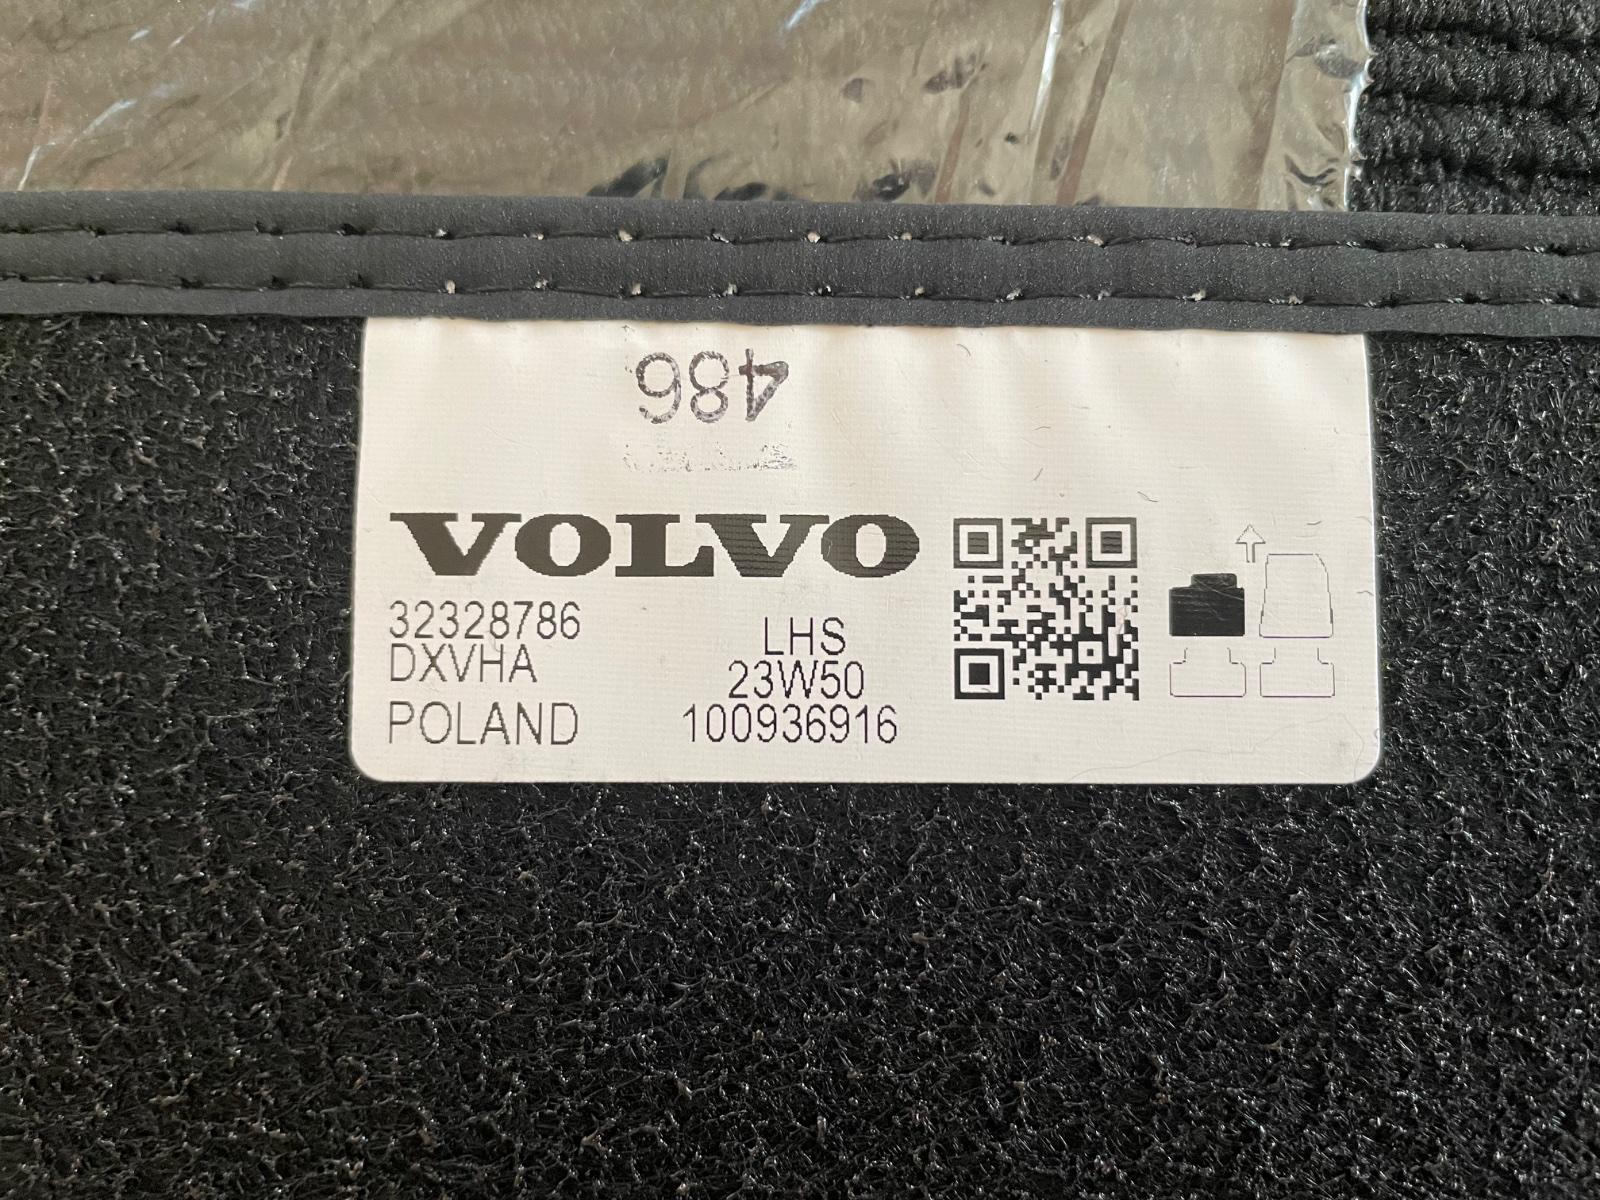 486
VOLVO
32328786
DXVHA
POLAND
LHS
23W50
100936916